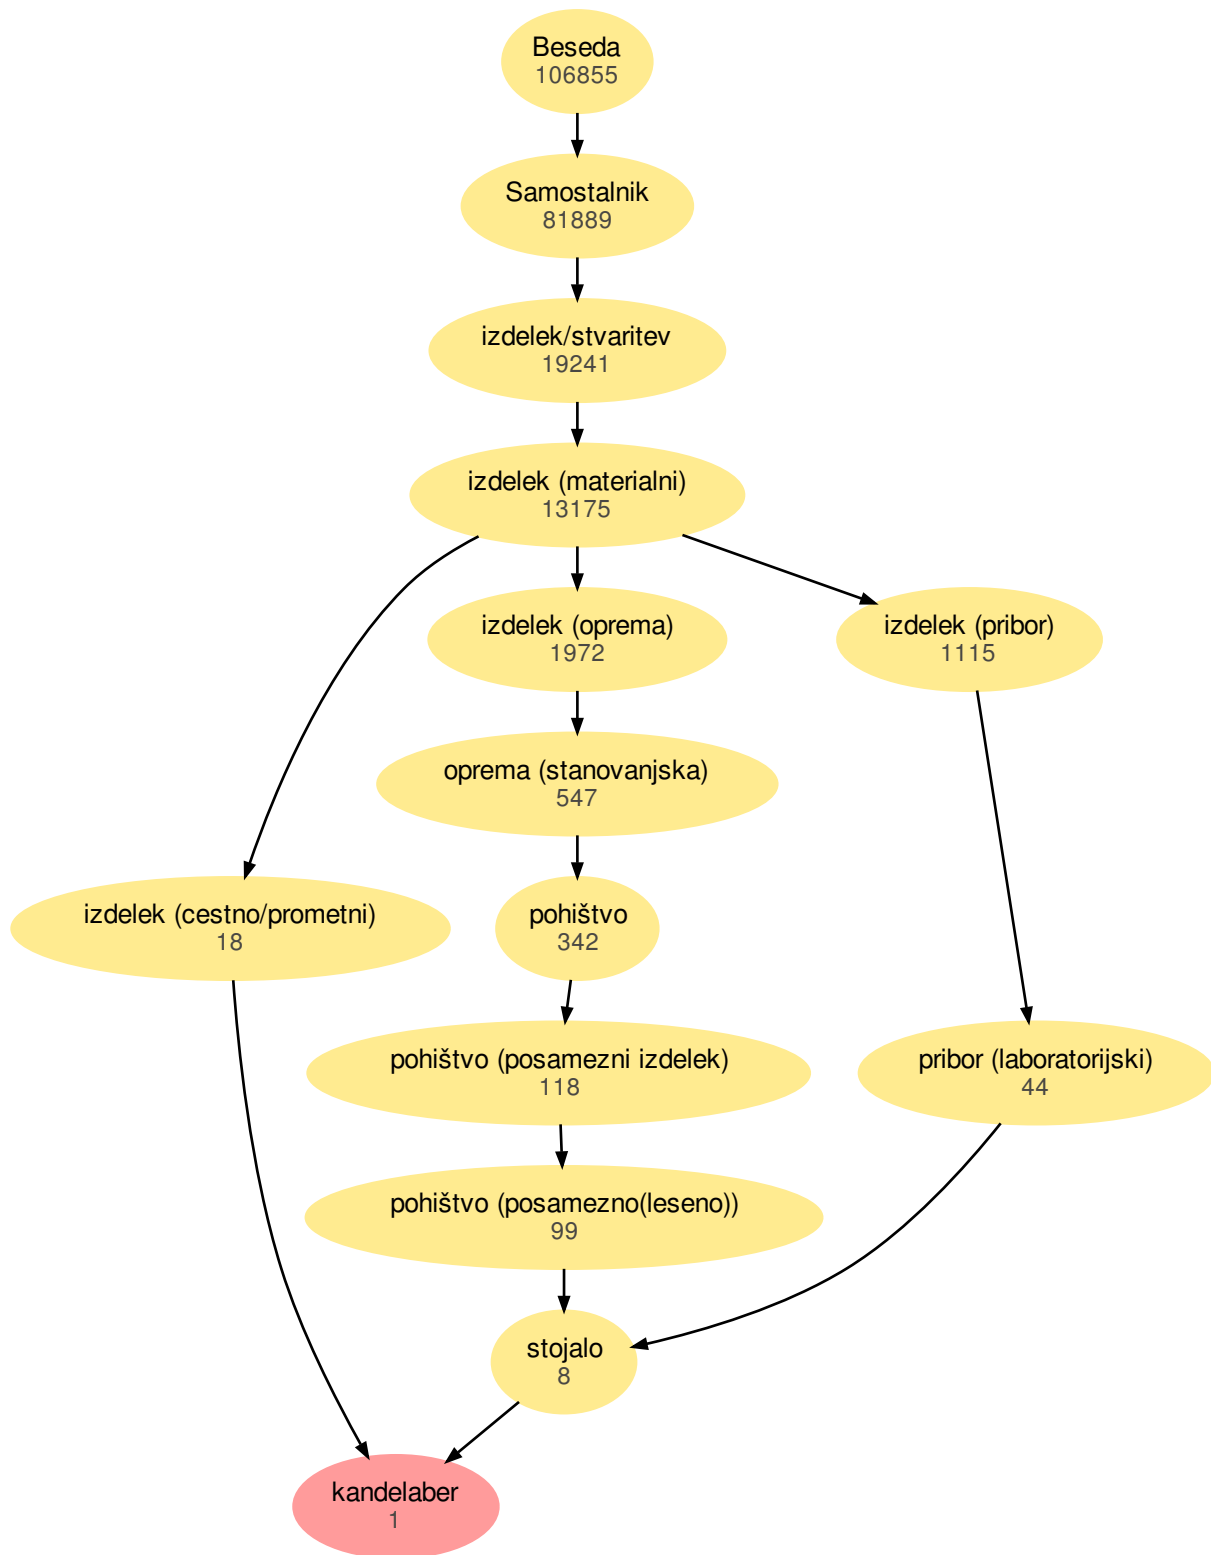 Beseda
106855
Samostalnik
81889
izdelek/stvaritev
19241
izdelek (materialni)
13175
izdelek (oprema)
1972
izdelek (pribor)
1115
oprema (stanovanjska)
547
izdelek (cestno/prometni)
18
pohištvo
342
pohištvo (posamezni izdelek)
118
pribor (laboratorijski)
44
pohištvo (posamezno(leseno))
99
stojalo
8
kandelaber
1